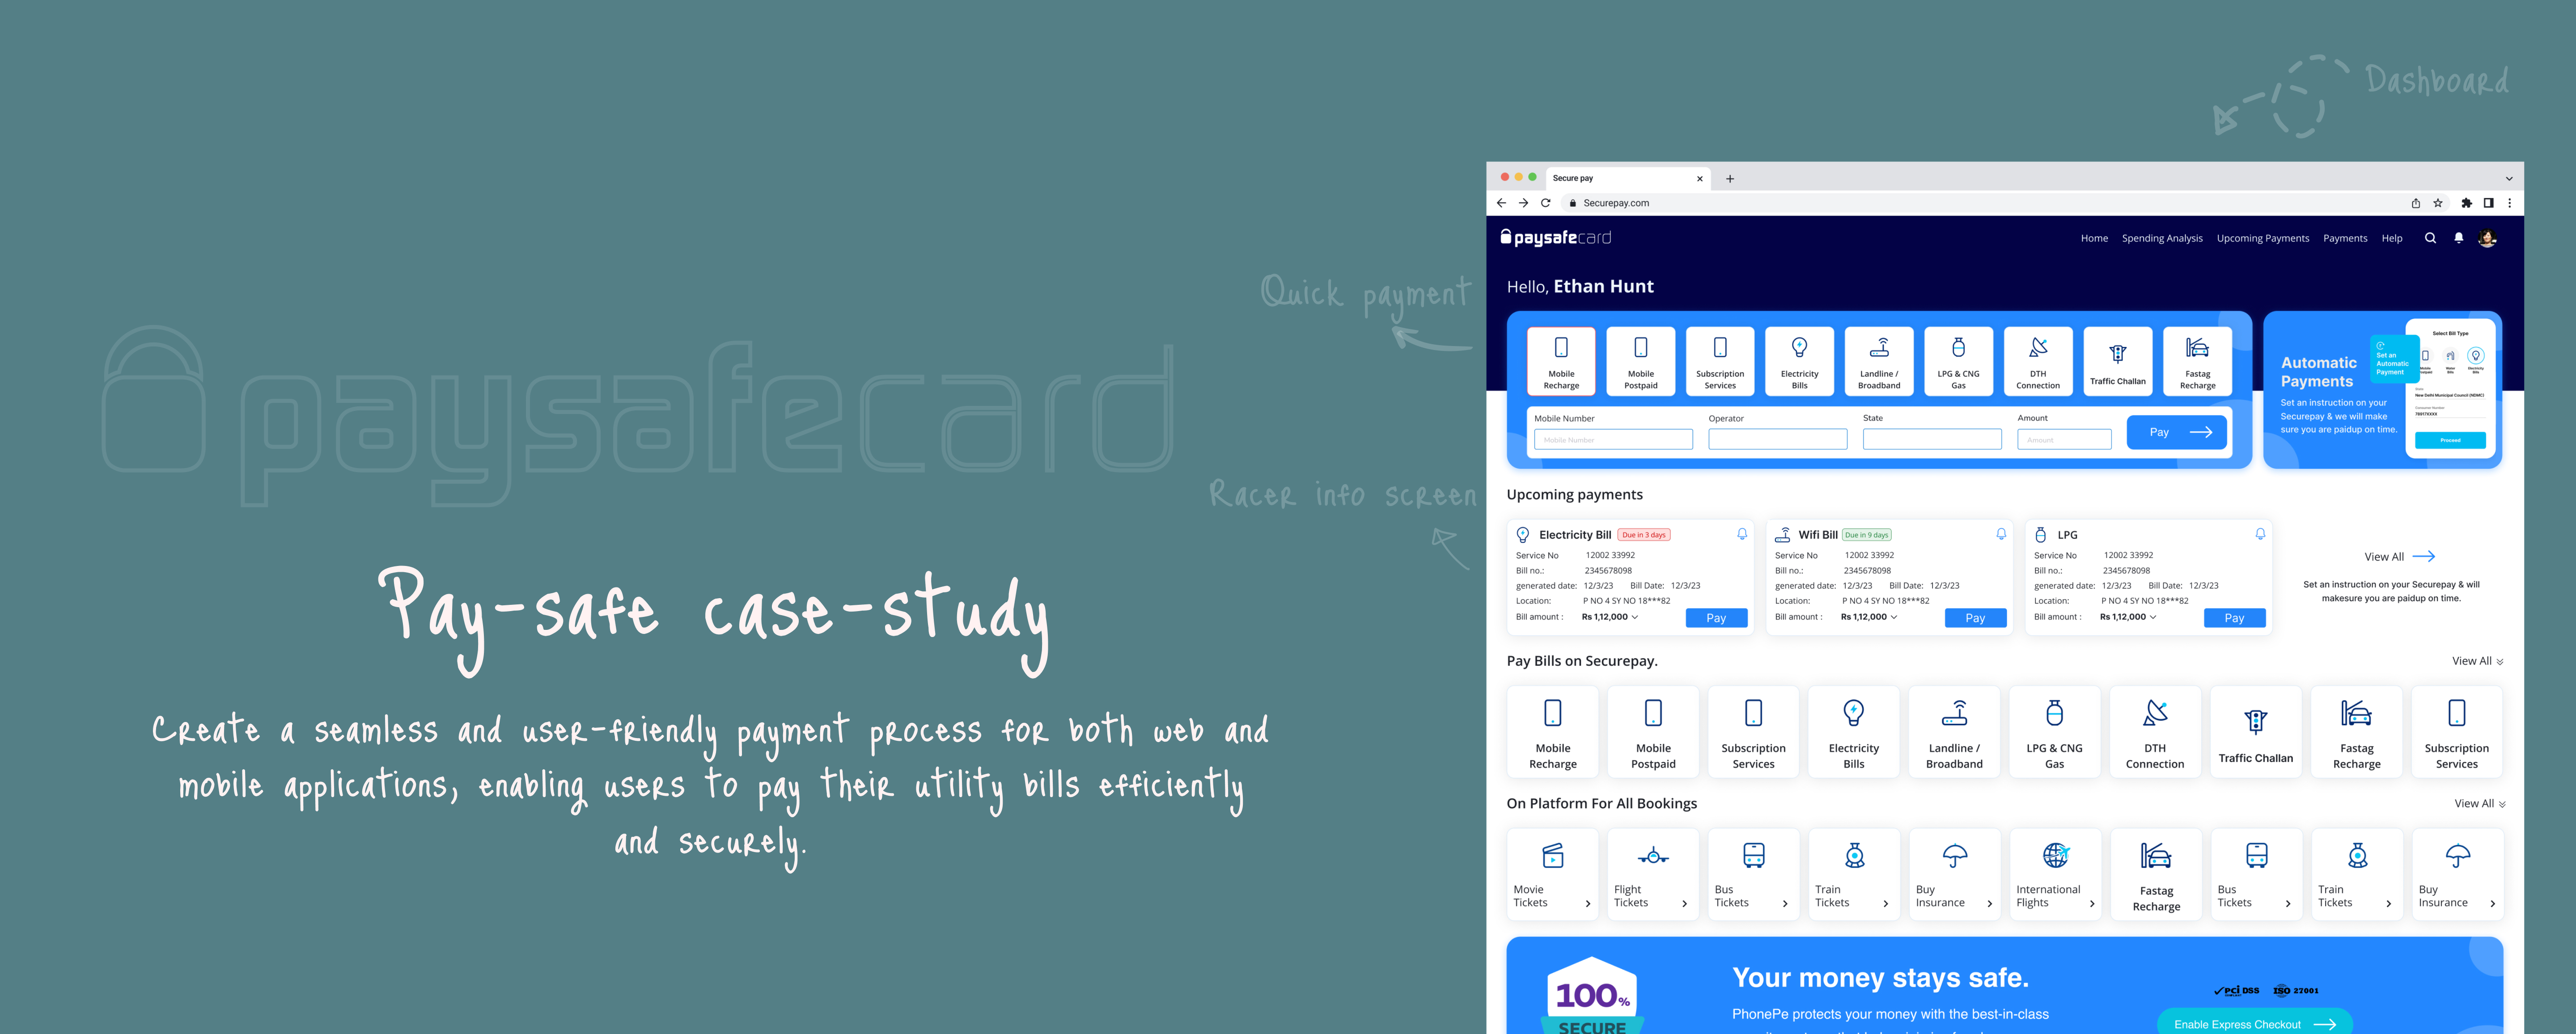 Dashboard
Quick payment
Racer info screen
paysafecard
Pay-safe case-study
Create a seamless and user-friendly payment process for both web and
mobile applications, enabling users to pay their utility bills efficiently
and securely.
Secure pay
Securepay.com
paysafecard
Home Spending Analysis Upcoming Payments Payments Help
Hello, Ethan Hunt
Mobile Recharge
Mobile Postpaid
Subscription Services
Electricity Bills
Landline / Broadband
LPG & CNG Gas
DTH Connection
Traffic Challan
Fastag Recharge
Mobile Number Operator State Amount
Mobile Number Amount Pay
Automatic
Payments
Set an instruction on your
Securepay & we will make
sure you are paidup on time.
Set an
Automatic
Payment
Select Bill Type
Water Bills
Electricity Bills
New Delhi Municipal Council (NDMC)
Consumer Number
Proceed
Upcoming payments
Electricity Bill Due in 3 days
Service No 12002 33992
Bill no.: 2345678098
generated date: 12/3/23 Bill Date: 12/3/23
Location: P NO 4 SY NO 18***82
Bill amount : Rs 1,12,000 Pay
Wifi Bill Due in 9 days
Service No 12002 33992
Bill no.: 2345678098
generated date: 12/3/23 Bill Date: 12/3/23
Location: P NO 4 SY NO 18***82
Bill amount : Rs 1,12,000 Pay
LPG
Service No 12002 33992
Bill no.: 2345678098
generated date: 12/3/23 Bill Date: 12/3/23
Location: P NO 4 SY NO 18***82
Bill amount : Rs 1,12,000 Pay
View All
Set an instruction on your Securepay & will
makesure you are paidup on time.
Pay Bills on Securepay. View All
Mobile Recharge
Mobile Postpaid
Subscription Services
Electricity Bills
Landline / Broadband
LPG & CNG Gas
DTH Connection
Traffic Challan
Fastag Recharge
Subscription Services
On Platform For All Bookings View All
Movie Tickets
Flight Tickets
Bus Tickets
Train Tickets
Buy Insurance
International Flights
Fastag Recharge
Bus Tickets
Train Tickets
Buy Insurance
100%
SECURE
Your money stays safe.
PhonePe protects your money with the best-in-class
PCI DSS ISO 27001
Enable Express Checkout